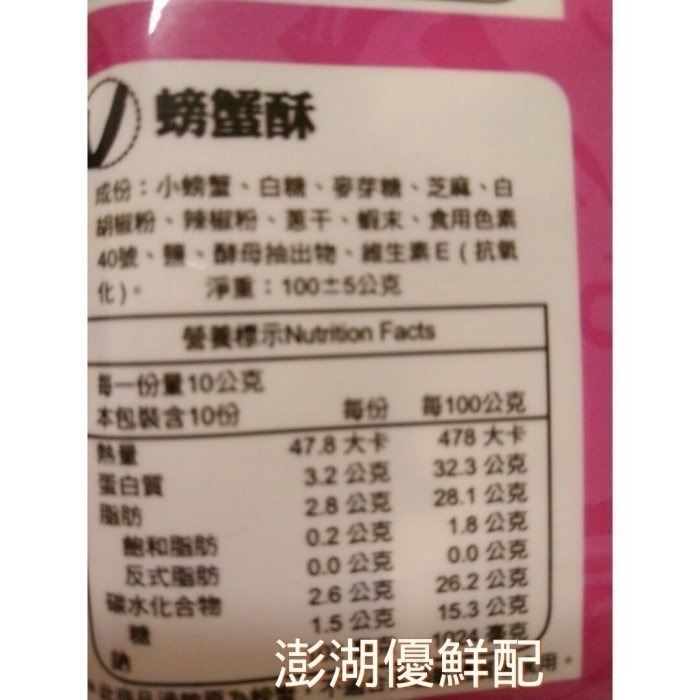 螃蟹酥
成份：小螃蟹、白糖、麥芽糖、芝麻、白
胡椒粉、辣椒粉、蔥干、蝦末、食用色素
40號、鹽、酵母抽出物、維生素E(抗氧
化)。 淨重：100±5公克
營養標示Nutrition Facts
每一份量10公克
本包裝含10份 每份 每100公克
熱量 47.8 大卡 478 大卡
蛋白質 3.2 公克 32.3 公克
脂肪 2.8 公克 28.1 公克
飽和脂肪 0.2 公克 1.8 公克
反式脂肪 0.0 公克 0.0 公克
碳水化合物 2.6 公克 26.2 公克
糖 1.5 公克 15.3 公克
鈉 毫克
澎湖優鮮配
用。